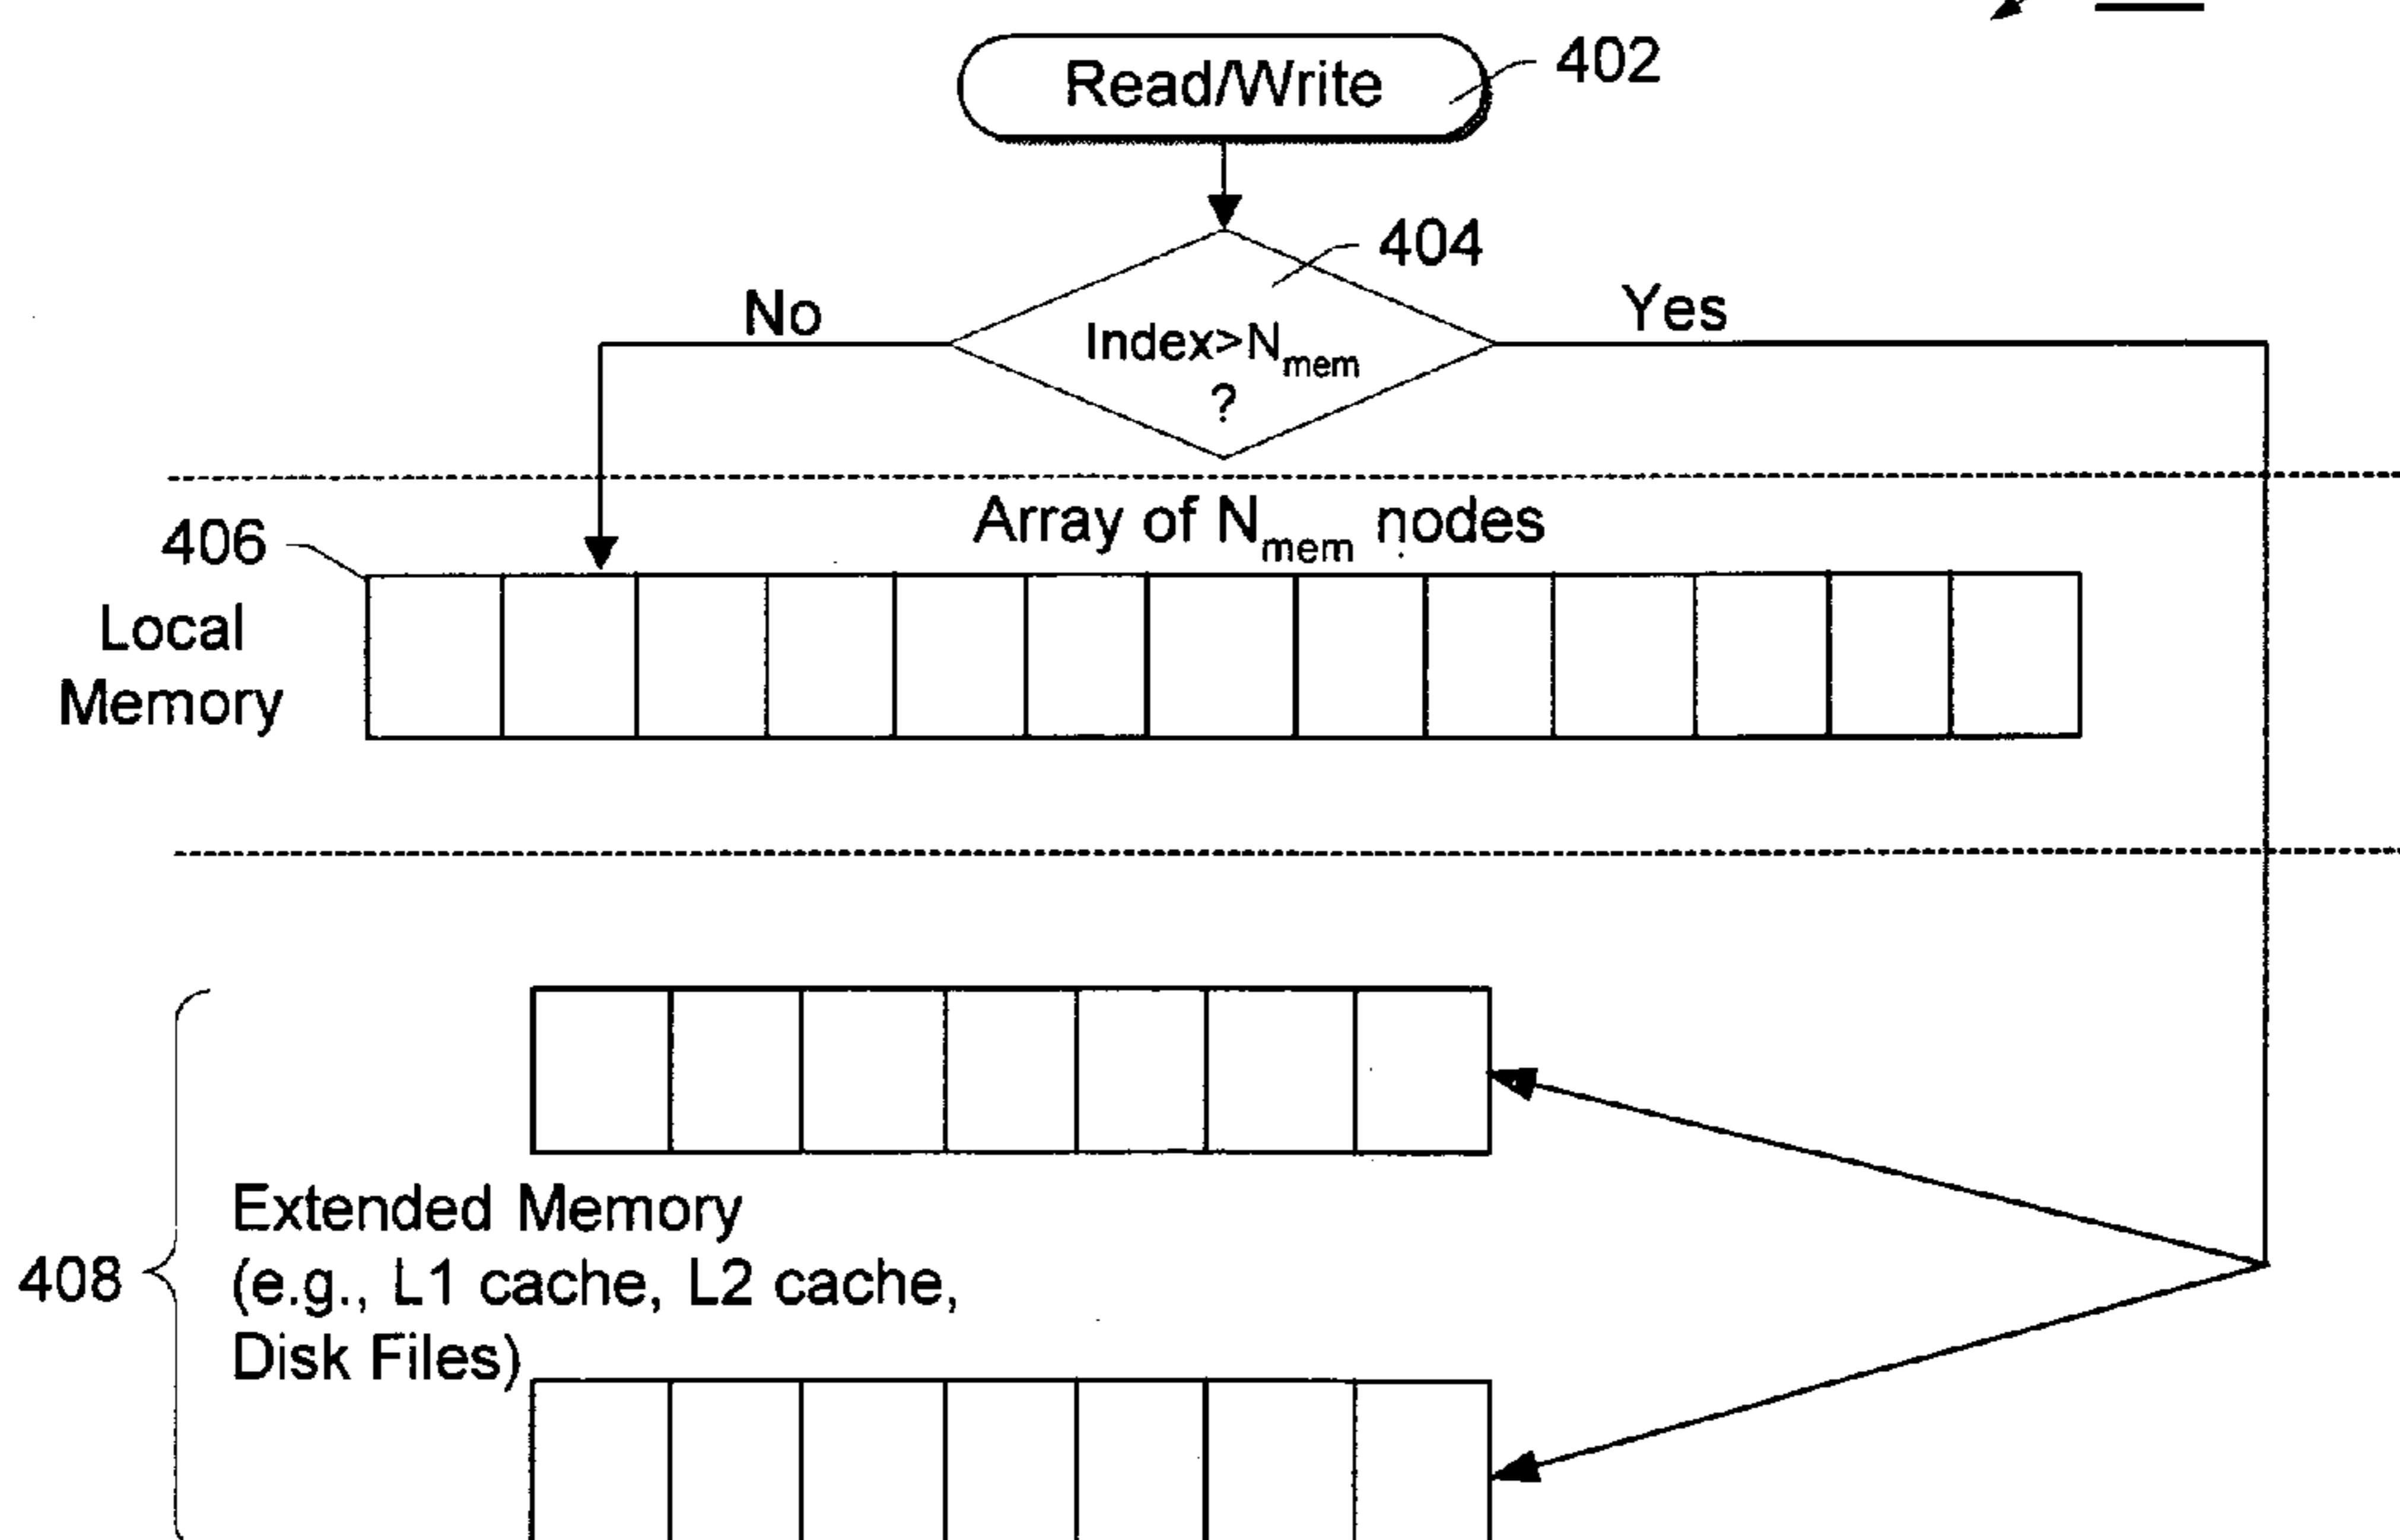 Read/Write
402
404
No
Yes
Index>Nmem
?
Array of Nmem nodes
406
Local
Memory
Extended Memory
408
(e.g., L1 cache, L2 cache,
Disk Files)